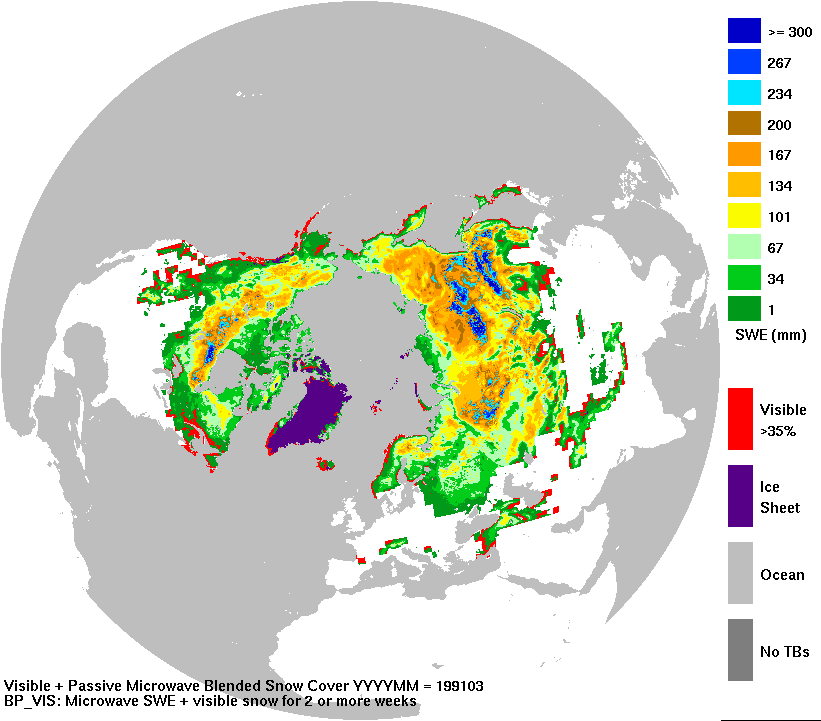 >= 300
267
234
200
167
134
101
67
34
1
SWE (mm)
Visible
>35%
Ice
Sheet
Ocean
No TBs
Visible + Passive Microwave Blended Snow Cover YYYYMM = 199103
BP_VIS: Microwave SWE + visible snow for 2 or more weeks